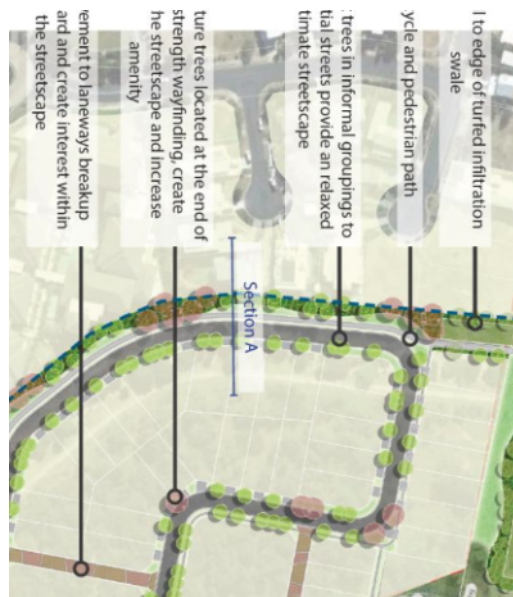 l to edge of turfed infiltration
swale
ycle and pedestrian path
trees in informal groupings to
tial streets provide an relaxed
timate streetscape
ture trees located at the end of
strength wayfinding, create
he streetscape and increase
amenity
ement to laneways breakup
ard and create interest within
the streetscape
Section A